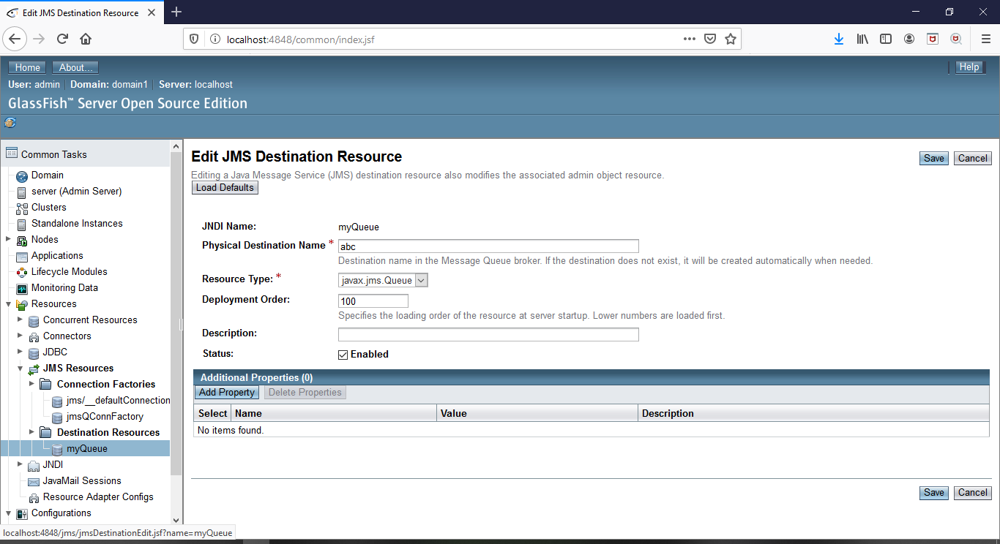 Edit JMS Destination Resource
localhost:4848/common/index.jsf
Home About...
Help
User: admin Domain: domain1 Server: localhost
GlassFish™ Server Open Source Edition
Common Tasks
Domain
server (Admin Server)
Clusters
Standalone Instances
Nodes
Applications
Lifecycle Modules
Monitoring Data
Resources
Concurrent Resources
Connectors
JDBC
JMS Resources
Connection Factories
jms/__defaultConnection
jmsQConnFactory
Destination Resources
myQueue
JNDI
JavaMail Sessions
Resource Adapter Configs
Configurations
localhost:4848/jms/jmsDestinationEdit.jsf?name=myQueue
Edit JMS Destination Resource
Save Cancel
Editing a Java Message Service (JMS) destination resource also modifies the associated admin object resource.
Load Defaults
JNDI Name: myQueue
Physical Destination Name * abc
Destination name in the Message Queue broker. If the destination does not exist, it will be created automatically when needed.
Resource Type: * javax.jms.Queue
Deployment Order: 100
Specifies the loading order of the resource at server startup. Lower numbers are loaded first.
Description:
Status: Enabled
Additional Properties (0)
Add Property Delete Properties
Select Name Value Description
No items found.
Save Cancel